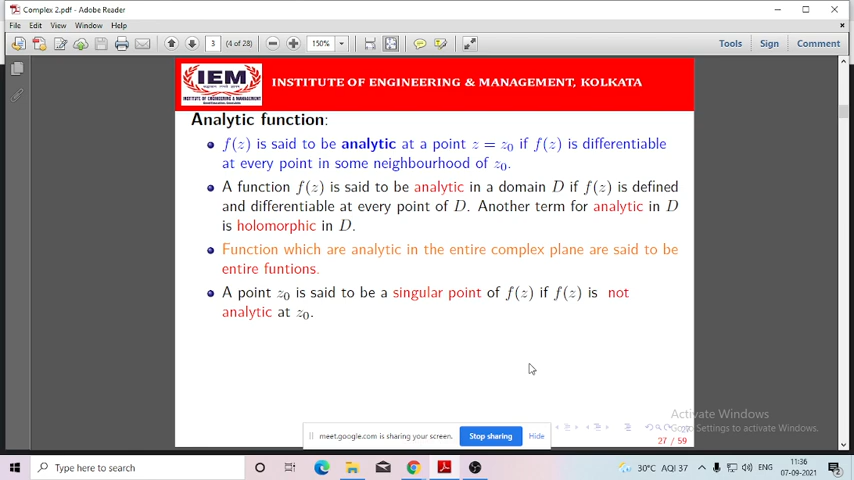 Complex 2.pdf - Adobe Reader
File Edit View Window Help
3 (4 of 28) 150% Tools Sign Comment
IEM
INSTITUTE OF ENGINEERING & MANAGEMENT, KOLKATA
INSTITUTE OF ENGINEERING & MANAGEMENT
Analytic function:
f(z) is said to be analytic at a point z = z₀ if f(z) is differentiable
at every point in some neighbourhood of z₀.
A function f(z) is said to be analytic in a domain D if f(z) is defined
and differentiable at every point of D. Another term for analytic in D
is holomorphic in D.
Function which are analytic in the entire complex plane are said to be
entire funtions.
A point z₀ is said to be a singular point of f(z) if f(z) is not
analytic at z₀.
Activate Windows
Go to Settings to activate Windows.
meet.google.com is sharing your screen. Stop sharing Hide
27 / 59
Type here to search
30°C AQI 37 ENG
11:36
07-09-2021
2